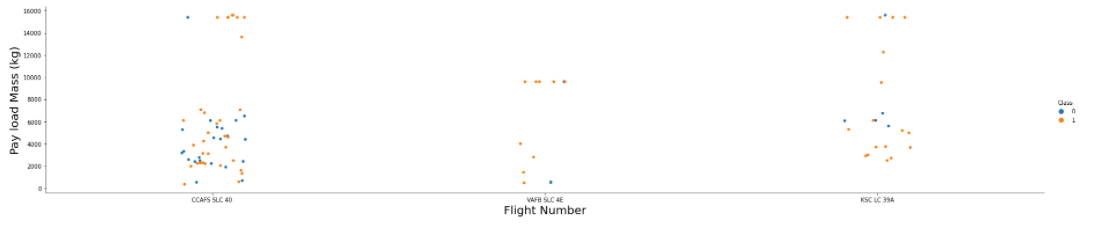 16000
14000
12000
10000
8000
6000
4000
2000
0
Pay load Mass (kg)
CCAFS SLC 40
VAFB SLC 4E
KSC LC 39A
Flight Number
Class
0
1